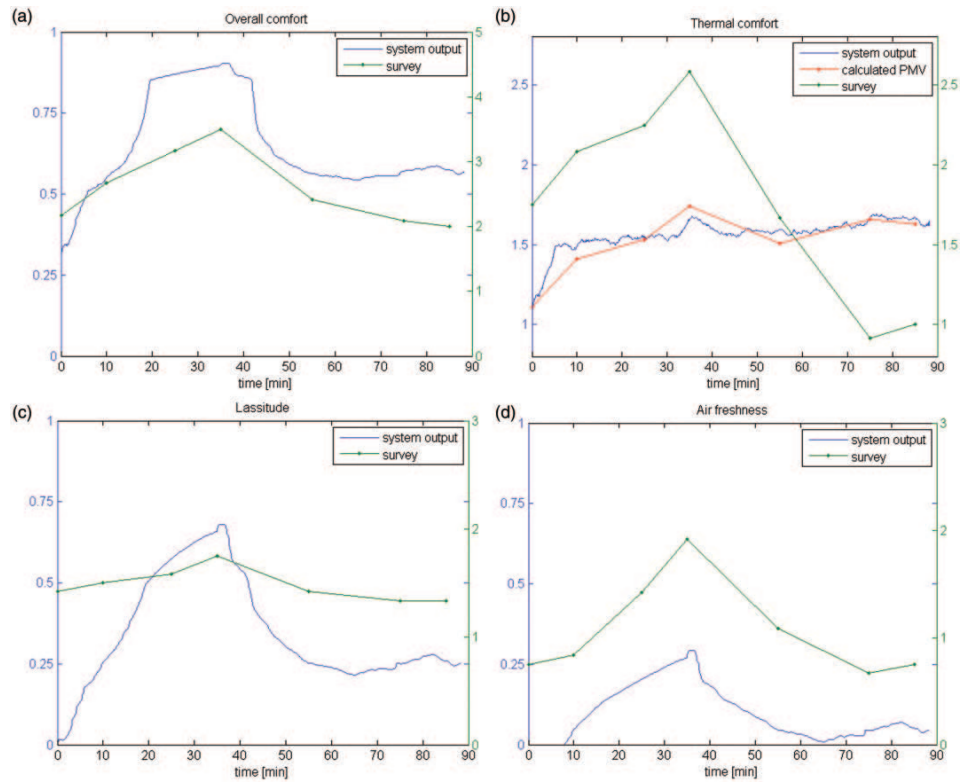 (a)
Overall comfort
1
0.75
0.5
0.25
0
5
4
3
2
1
0
system output
survey
0 10 20 30 40 50 60 70 80 90
time [min]
(b)
Thermal comfort
2.5
2
1.5
1
2.5
2
1.5
1
system output
calculated PMV
survey
0 10 20 30 40 50 60 70 80 90
time [min]
(c)
Lassitude
1
0.75
0.5
0.25
0
3
2
1
0
system output
survey
0 10 20 30 40 50 60 70 80 90
time [min]
(d)
Air freshness
1
0.75
0.5
0.25
0
3
2
1
0
system output
survey
0 10 20 30 40 50 60 70 80 90
time [min]